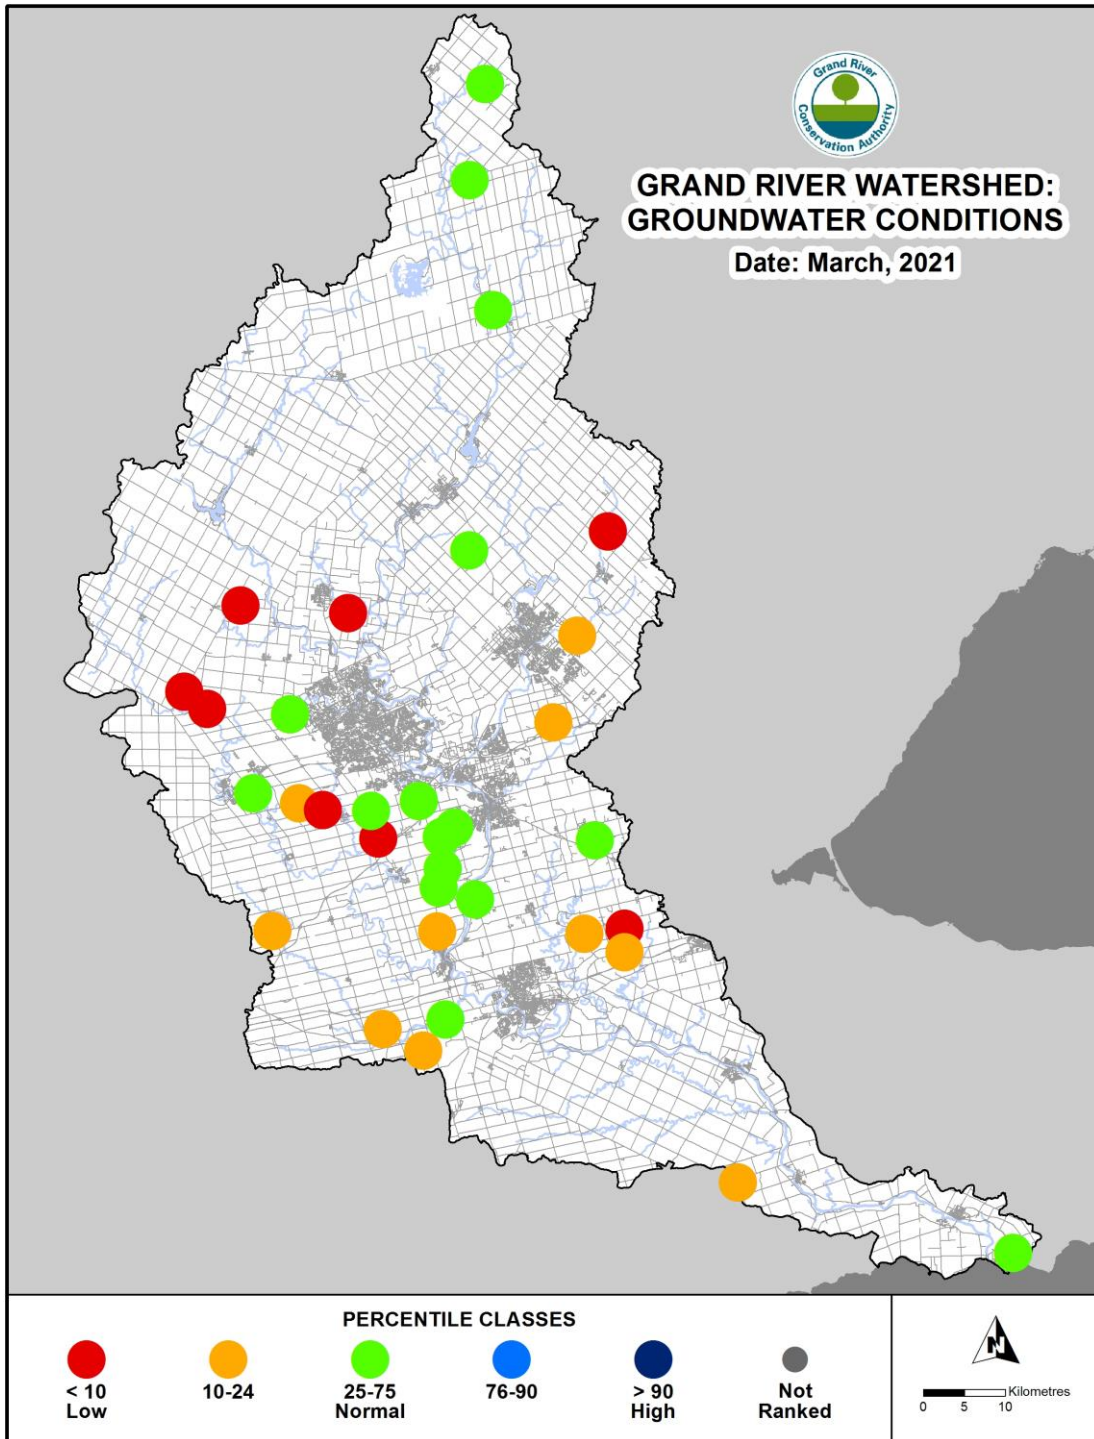 Grand River
Conservation Authority
GRAND RIVER WATERSHED:
GROUNDWATER CONDITIONS
Date: March, 2021
PERCENTILE CLASSES
< 10
Low
10-24
25-75
Normal
76-90
> 90
High
Not
Ranked
N
Kilometres
0 5 10